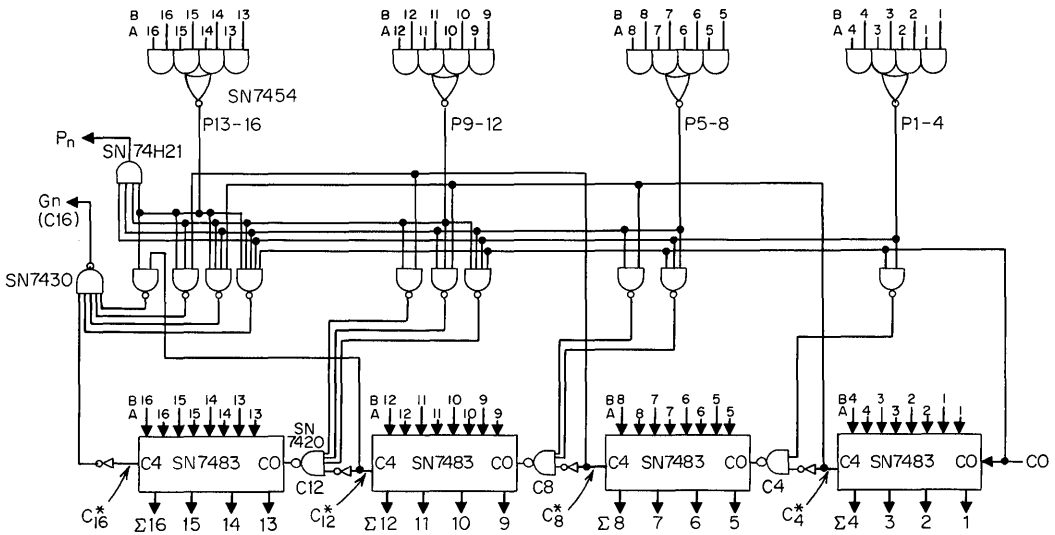 B 16 16 15 14 13
A 16 15 14 13
B 12 11 10 9
A 12 11 10 9
B 8 7 6 5
A 8 7 6 5
B 4 3 2 1
A 4 3 2 1
SN7454
P13-16
P9-12
P5-8
P1-4
Pn
SN74H21
Gn
(C16)
SN7430
B 16 15 14 13
A 16 15 14 13
SN
7420
B 12 11 10 9
A 12 11 10 9
B 8 7 6 5
A 8 7 6 5
B 4 3 2 1
A 4 3 2 1
C4 SN7483 CO
C12
C4 SN7483 CO
C8
C4 SN7483 CO
C4
C4 SN7483 CO
CO
C*16
Σ16 15 14 13
C*12
Σ12 11 10 9
C*8
Σ8 7 6 5
C*4
Σ4 3 2 1